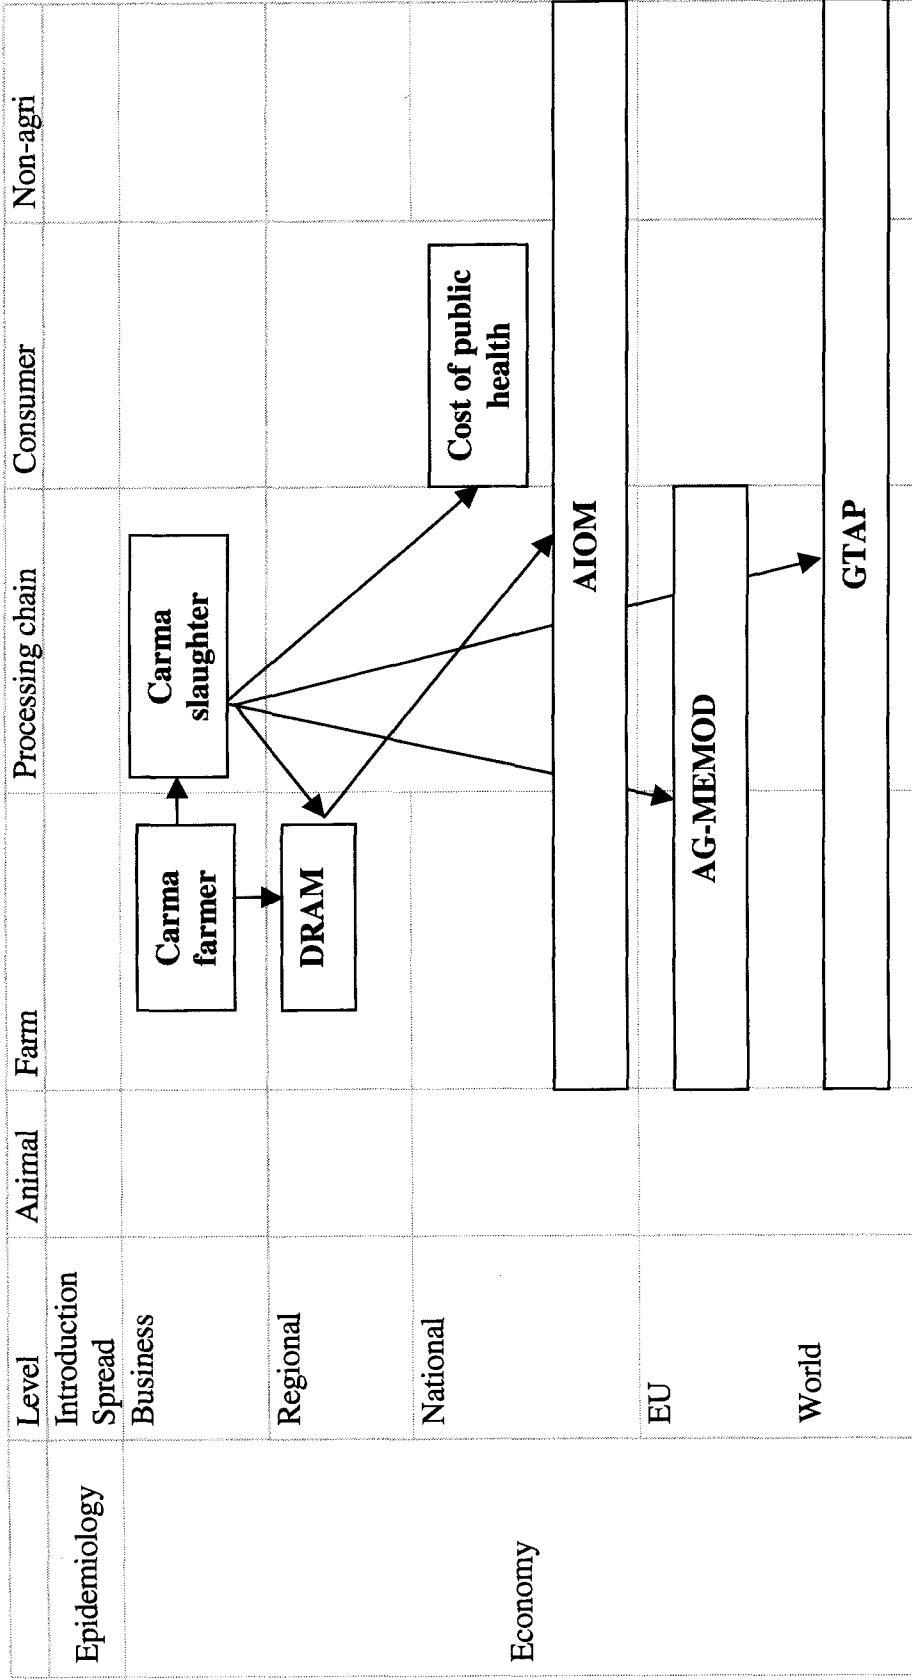 Level
Animal
Farm
Processing chain
Consumer
Non-agri
Epidemiology
Introduction
Spread
Economy
Business
Carma
farmer
Carma
slaughter
Regional
DRAM
National
Cost of public
health
AIOM
EU
AG-MEMOD
World
GTAP